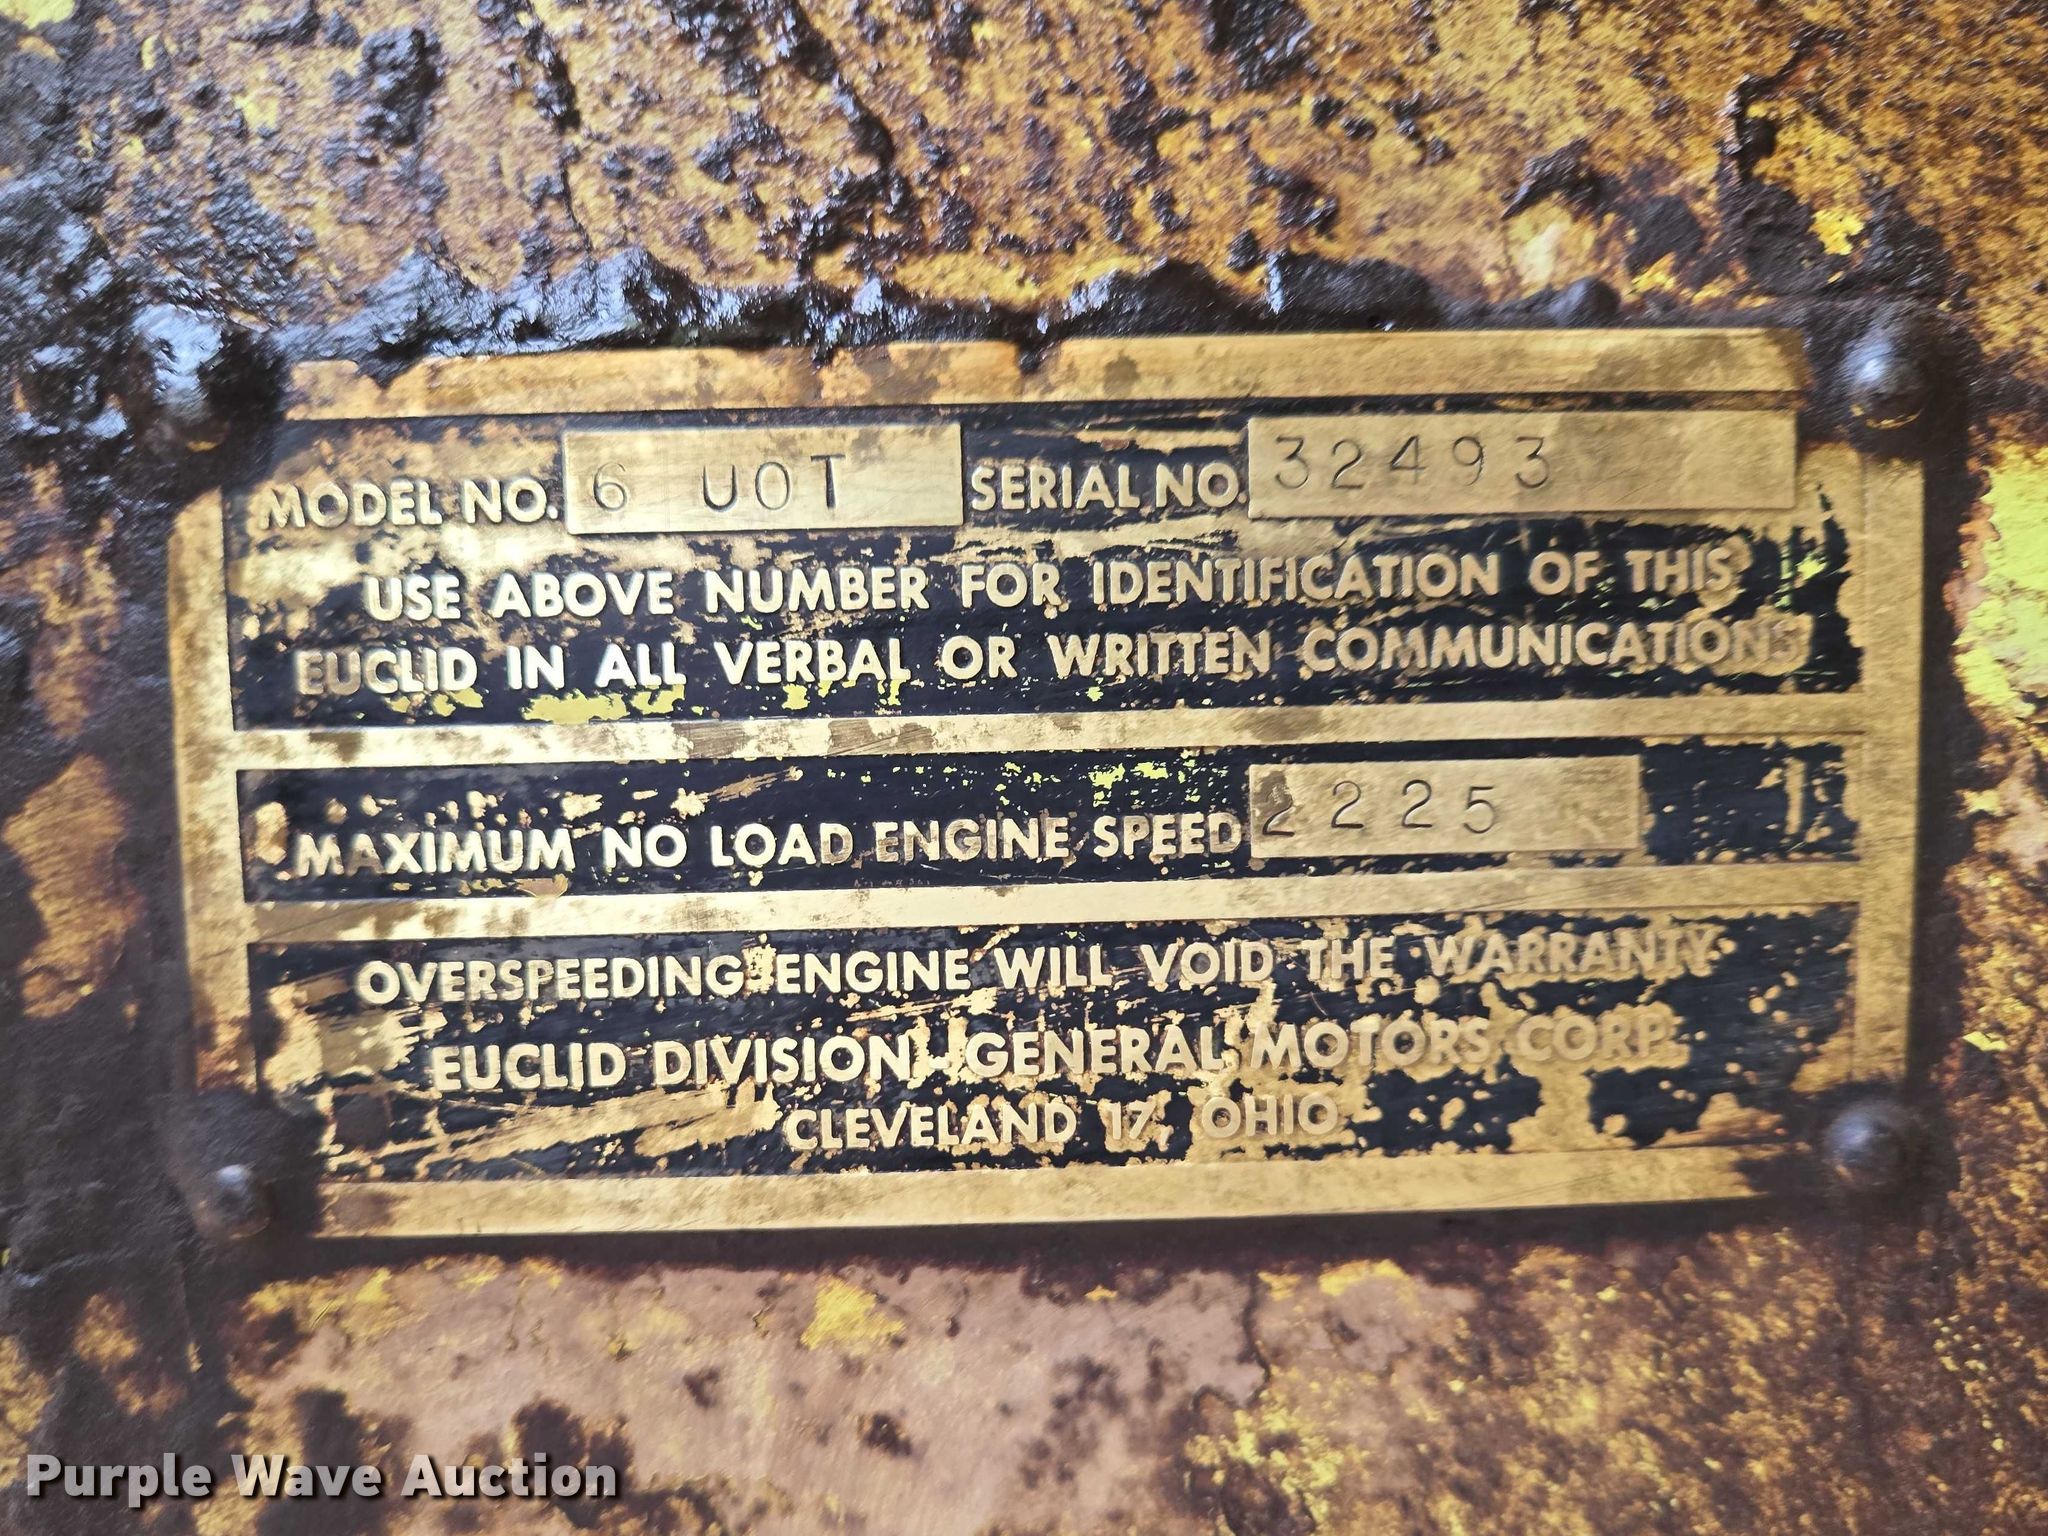 MODEL NO. 6 UOT SERIAL NO. 32493
USE ABOVE NUMBER FOR IDENTIFICATION OF THIS
EUCLID IN ALL VERBAL OR WRITTEN COMMUNICATIONS
MAXIMUM NO LOAD ENGINE SPEED 2225
OVERSPEEDING ENGINE WILL VOID THE WARRANTY
EUCLID DIVISION - GENERAL MOTORS CORP.
CLEVELAND 17, OHIO
Purple Wave Auction